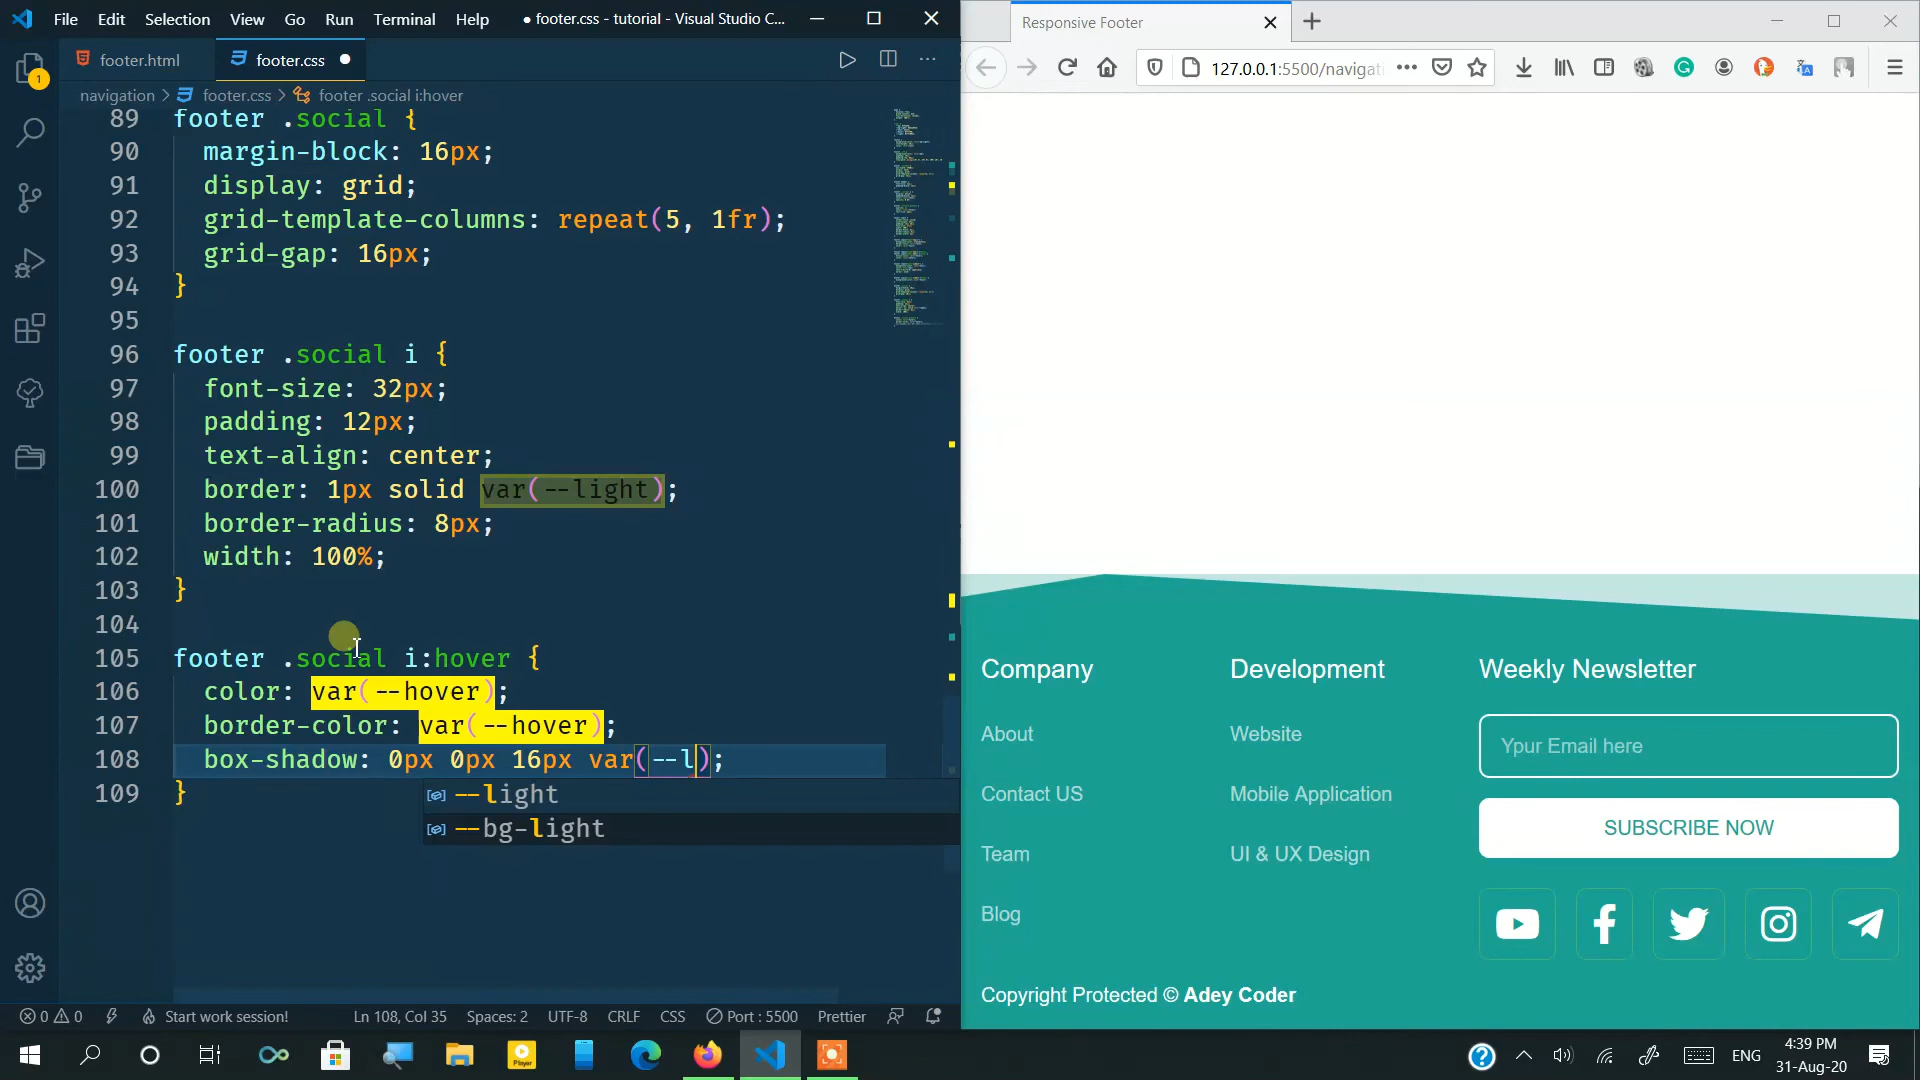 File Edit Selection View Go Run Terminal Help ● footer.css - tutorial - Visual Studio C...
footer.html footer.css
navigation > footer.css > footer .social i:hover
89 footer .social {
90 margin-block: 16px;
91 display: grid;
92 grid-template-columns: repeat(5, 1fr);
93 grid-gap: 16px;
94 }
95
96 footer .social i {
97 font-size: 32px;
98 padding: 12px;
99 text-align: center;
100 border: 1px solid var(--light);
101 border-radius: 8px;
102 width: 100%;
103 }
104
105 footer .social i:hover {
106 color: var(--hover);
107 border-color: var(--hover);
108 box-shadow: 0px 0px 16px var(--l);
109 }
--light
--bg-light
1
0 0 Start work session! Ln 108, Col 35 Spaces: 2 UTF-8 CRLF CSS Port : 5500 Prettier
Responsive Footer
127.0.0.1:5500/navigati
Company Development Weekly Newsletter
About Website Your Email here
Contact US Mobile Application SUBSCRIBE NOW
Team UI & UX Design
Blog
Copyright Protected © Adey Coder
Player
ENG
4:39 PM
31-Aug-20